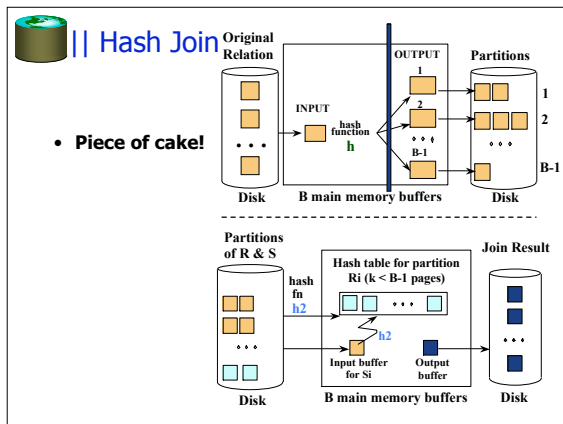 || Hash Join
• Piece of cake!
Original
Relation
OUTPUT
Partitions
1
INPUT
hash
function
h
2
B-1
1
2
B-1
Disk
B main memory buffers
Disk
Partitions
of R & S
hash
fn
h2
Hash table for partition
Ri (k < B-1 pages)
h2
Input buffer
for Si
Output
buffer
B main memory buffers
Disk
Join Result
Disk